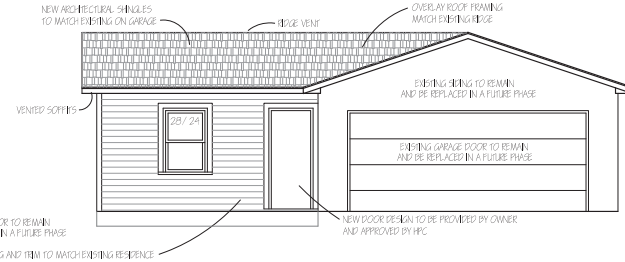 NEW ARCHITECTURAL SHINGLES
TO MATCH EXISTING ON GARAGE
RIDGE VENT
OVERLAY ROOF FRAMING
MATCH EXISTING RIDGE
EXISTING SIDING TO REMAIN
AND BE REPLACED IN A FUTURE PHASE
VENTED SOFFITS
28/24
EXISTING GARAGE DOOR TO REMAIN
AND BE REPLACED IN A FUTURE PHASE
OR TO REMAIN
IN A FUTURE PHASE
NEW DOOR DESIGN TO BE PROVIDED BY OWNER
AND APPROVED BY HPC
G AND TRIM TO MATCH EXISTING RESIDENCE